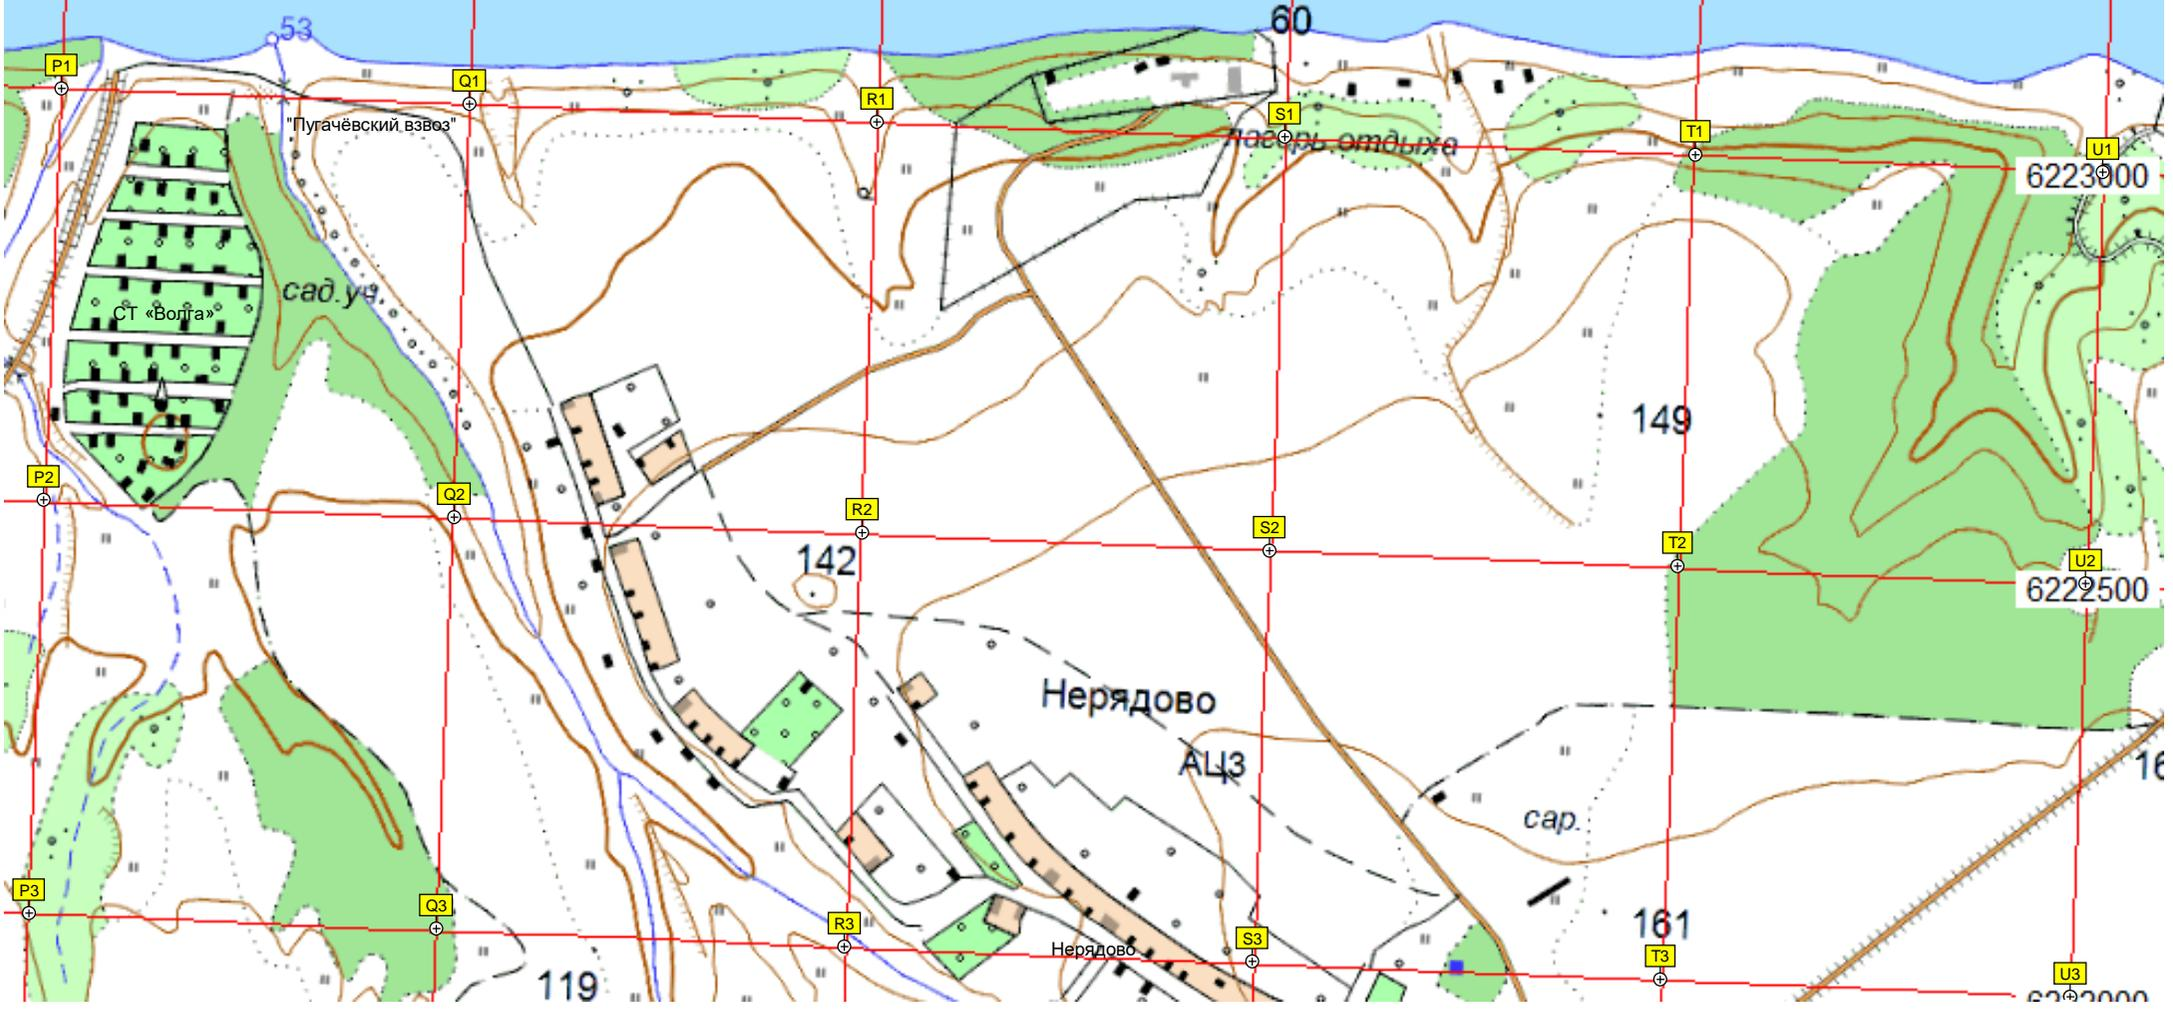 53
60
P1
Q1
R1
S1
T1
U1
"Пугачёвский взвоз"
лагерь отдыха
6223000
сад.уч.
СТ «Волга»
149
P2
Q2
R2
S2
T2
U2
142
6222500
Нерядово
АЦЗ
16
сар.
P3
Q3
R3
S3
T3
U3
161
Нерядово
119
6222000